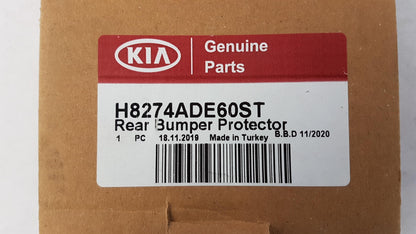 KIA
Genuine
Parts
H8274ADE60ST
Rear Bumper Protector
1 PC 18.11.2019 Made in Turkey B.B.D 11/2020